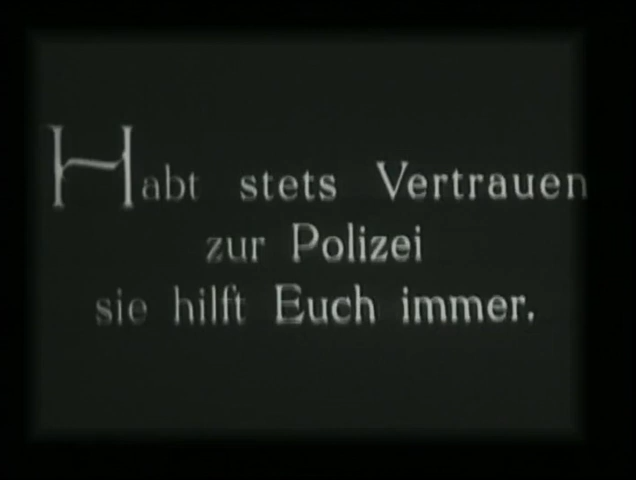 Habt stets Vertrauen
zur Polizei
sie hilft Euch immer.